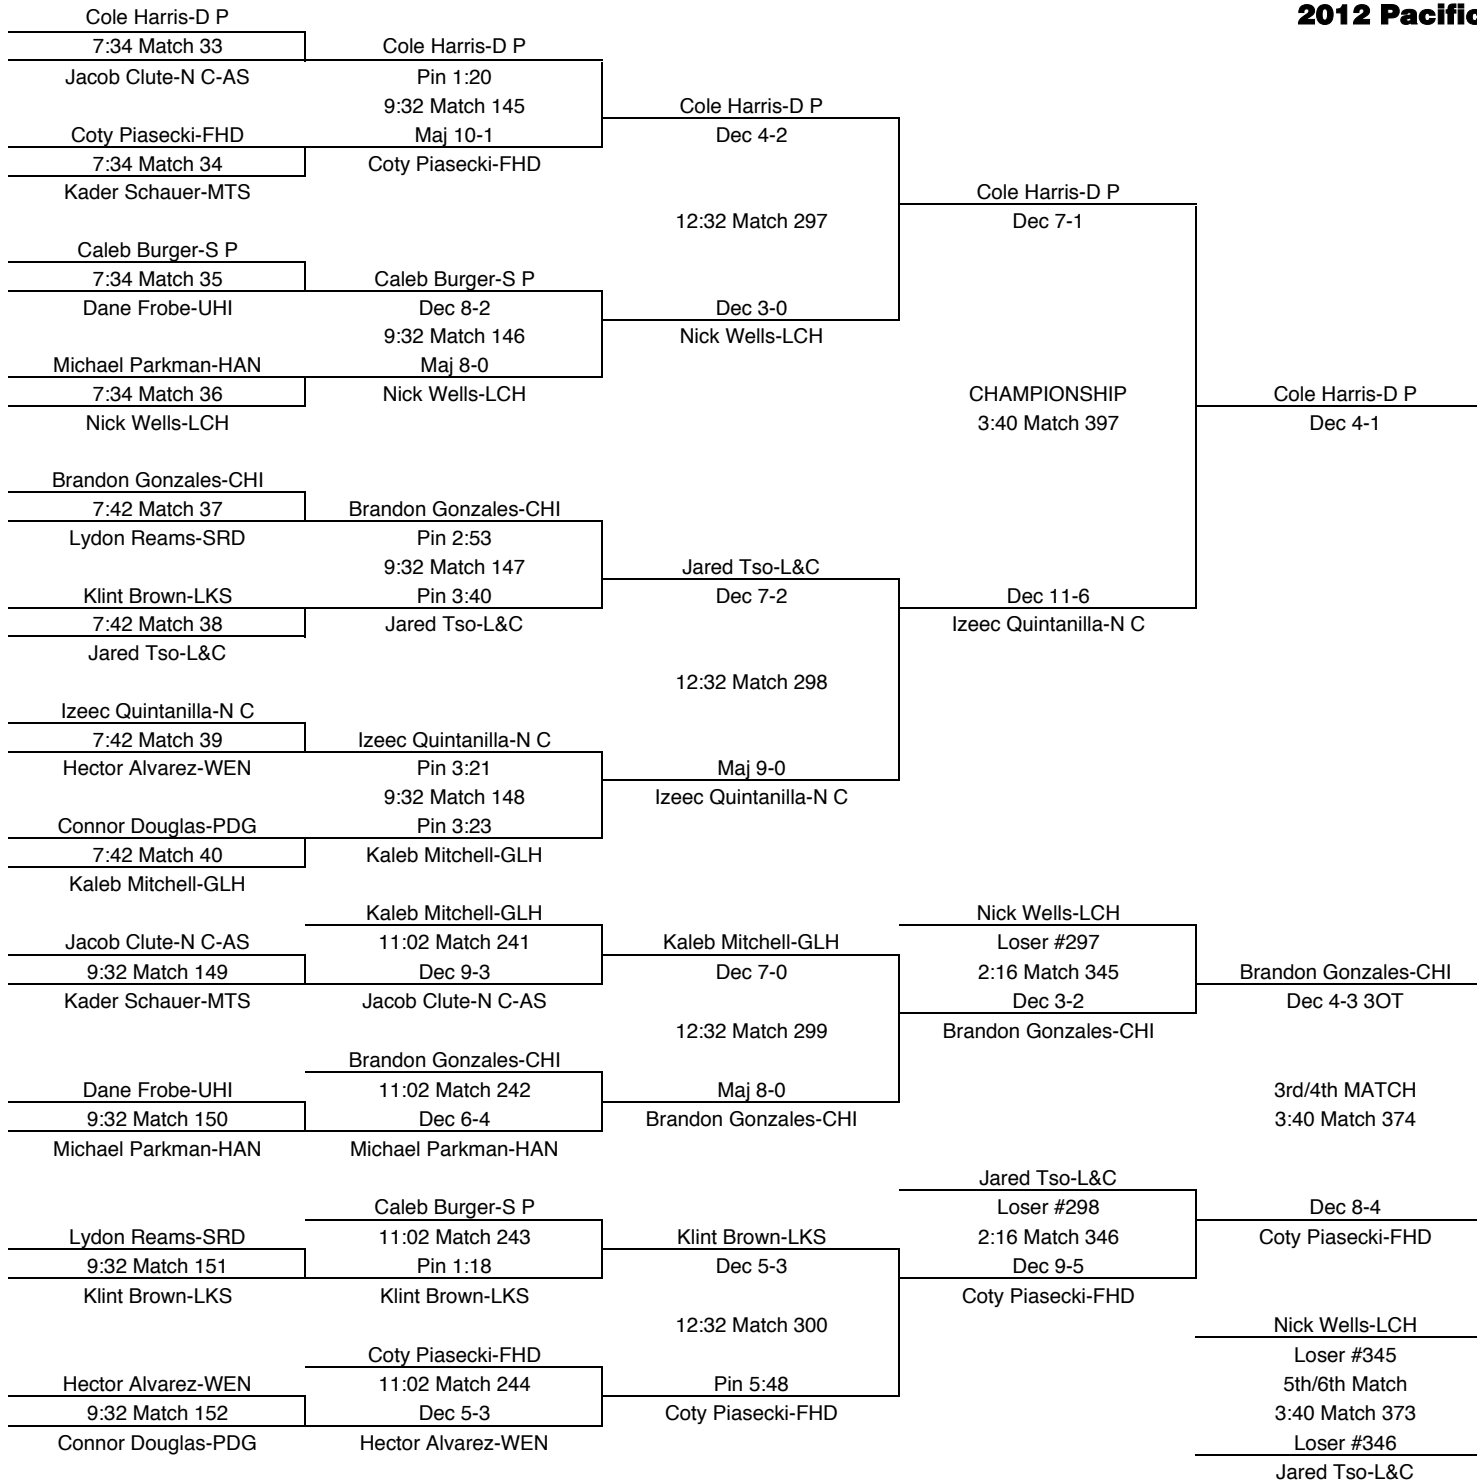 2012 Pacific
Cole Harris-D P
7:34 Match 33
Jacob Clute-N C-AS
Coty Piasecki-FHD
7:34 Match 34
Kader Schauer-MTS
Caleb Burger-S P
7:34 Match 35
Dane Frobe-UHI
Michael Parkman-HAN
7:34 Match 36
Nick Wells-LCH
Brandon Gonzales-CHI
7:42 Match 37
Lydon Reams-SRD
Klint Brown-LKS
7:42 Match 38
Jared Tso-L&C
Izeec Quintanilla-N C
7:42 Match 39
Hector Alvarez-WEN
Connor Douglas-PDG
7:42 Match 40
Kaleb Mitchell-GLH
Jacob Clute-N C-AS
9:32 Match 149
Kader Schauer-MTS
Dane Frobe-UHI
9:32 Match 150
Michael Parkman-HAN
Lydon Reams-SRD
9:32 Match 151
Klint Brown-LKS
Hector Alvarez-WEN
9:32 Match 152
Connor Douglas-PDG
Cole Harris-D P
Pin 1:20
9:32 Match 145
Maj 10-1
Coty Piasecki-FHD
Caleb Burger-S P
Dec 8-2
9:32 Match 146
Maj 8-0
Nick Wells-LCH
Brandon Gonzales-CHI
Pin 2:53
9:32 Match 147
Pin 3:40
Jared Tso-L&C
Izeec Quintanilla-N C
Pin 3:21
9:32 Match 148
Pin 3:23
Kaleb Mitchell-GLH
Kaleb Mitchell-GLH
11:02 Match 241
Dec 9-3
Jacob Clute-N C-AS
Brandon Gonzales-CHI
11:02 Match 242
Dec 6-4
Michael Parkman-HAN
Caleb Burger-S P
11:02 Match 243
Pin 1:18
Klint Brown-LKS
Coty Piasecki-FHD
11:02 Match 244
Dec 5-3
Hector Alvarez-WEN
Cole Harris-D P
Dec 4-2
12:32 Match 297
Dec 3-0
Nick Wells-LCH
Jared Tso-L&C
Dec 7-2
12:32 Match 298
Maj 9-0
Izeec Quintanilla-N C
Kaleb Mitchell-GLH
Dec 7-0
12:32 Match 299
Maj 8-0
Brandon Gonzales-CHI
Klint Brown-LKS
Dec 5-3
12:32 Match 300
Pin 5:48
Coty Piasecki-FHD
Cole Harris-D P
Dec 7-1
CHAMPIONSHIP
3:40 Match 397
Dec 11-6
Izeec Quintanilla-N C
Nick Wells-LCH
Loser #297
2:16 Match 345
Dec 3-2
Brandon Gonzales-CHI
Jared Tso-L&C
Loser #298
2:16 Match 346
Dec 9-5
Coty Piasecki-FHD
Cole Harris-D P
Dec 4-1
Brandon Gonzales-CHI
Dec 4-3 3OT
3rd/4th MATCH
3:40 Match 374
Dec 8-4
Coty Piasecki-FHD
Nick Wells-LCH
Loser #345
5th/6th Match
3:40 Match 373
Loser #346
Jared Tso-L&C